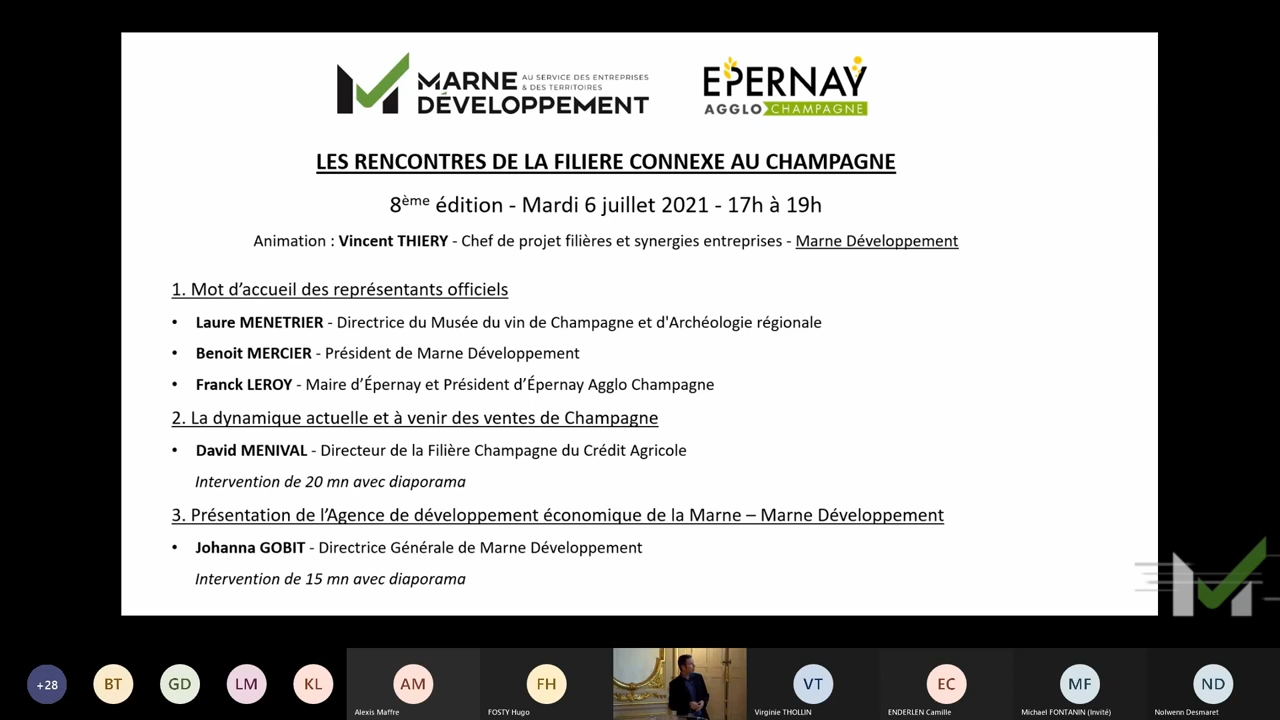 MARNE
DÉVELOPPEMENT
AU SERVICE DES ENTREPRISES
& DES TERRITOIRES
EPERNAY
AGGLO CHAMPAGNE
LES RENCONTRES DE LA FILIERE CONNEXE AU CHAMPAGNE
8ème édition - Mardi 6 juillet 2021 - 17h à 19h
Animation : Vincent THIERY - Chef de projet filières et synergies entreprises - Marne Développement
1. Mot d’accueil des représentants officiels
• Laure MENETRIER - Directrice du Musée du vin de Champagne et d'Archéologie régionale
• Benoit MERCIER - Président de Marne Développement
• Franck LEROY - Maire d’Épernay et Président d’Épernay Agglo Champagne
2. La dynamique actuelle et à venir des ventes de Champagne
• David MENIVAL - Directeur de la Filière Champagne du Crédit Agricole
Intervention de 20 mn avec diaporama
3. Présentation de l’Agence de développement économique de la Marne – Marne Développement
• Johanna GOBIT - Directrice Générale de Marne Développement
Intervention de 15 mn avec diaporama
+28
BT
GD
LM
KL
AM
FH
VT
EC
MF
ND
Alexis Maffre
FOSTY Hugo
Virginie THOLLIN
ENDERLEN Camille
Michael FONTANIN (Invité)
Nolwenn Desmaret